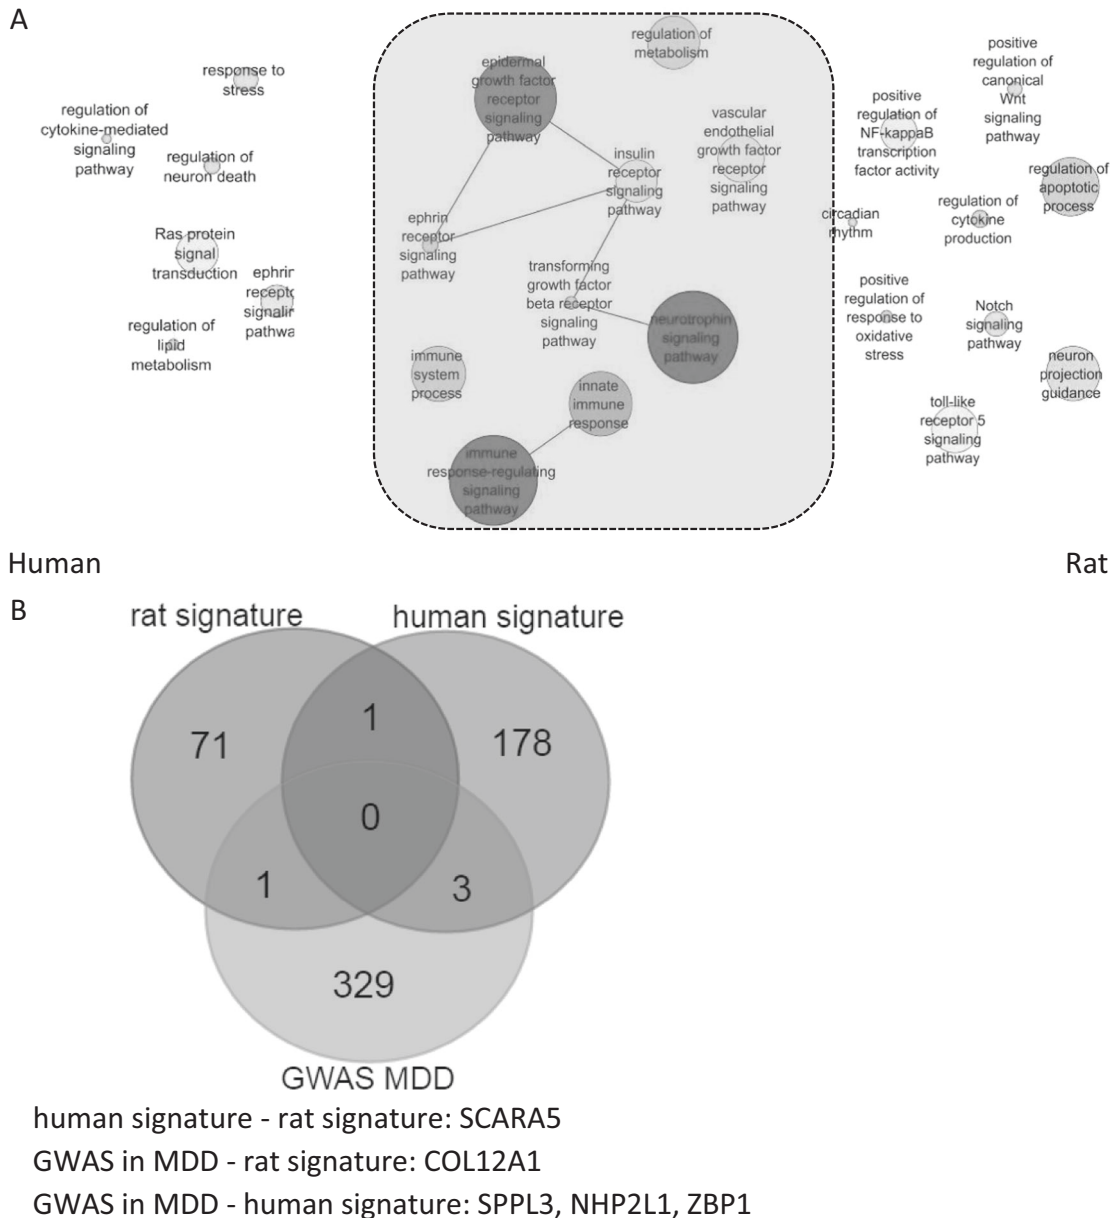 A
response to
stress
regulation of
cytokine-mediated
signaling
pathway
regulation of
neuron death
Ras protein
signal
transduction
ephrin
recepto
signalin
pathwa
regulation of
lipid
metabolism
regulation of
metabolism
epidermal
growth factor
receptor
signaling
pathway
vascular
endothelial
growth factor
receptor
signaling
pathway
insulin
receptor
signaling
pathway
ephrin
receptor
signaling
pathway
transforming
growth factor
beta receptor
signaling
pathway
neurotrophin
signaling
pathway
immune
system
process
innate
immune
response
immune
response-regulating
signaling
pathway
positive
regulation of
canonical
Wnt
signaling
pathway
positive
regulation of
NF-kappaB
transcription
factor activity
regulation of
apoptotic
process
circadian
rhythm
regulation of
cytokine
production
positive
regulation of
response to
oxidative
stress
Notch
signaling
pathway
neuron
projection
guidance
toll-like
receptor 5
signaling
pathway
Human
Rat
B
rat signature
human signature
71
1
178
0
1
3
329
GWAS MDD
human signature - rat signature: SCARA5
GWAS in MDD - rat signature: COL12A1
GWAS in MDD - human signature: SPPL3, NHP2L1, ZBP1